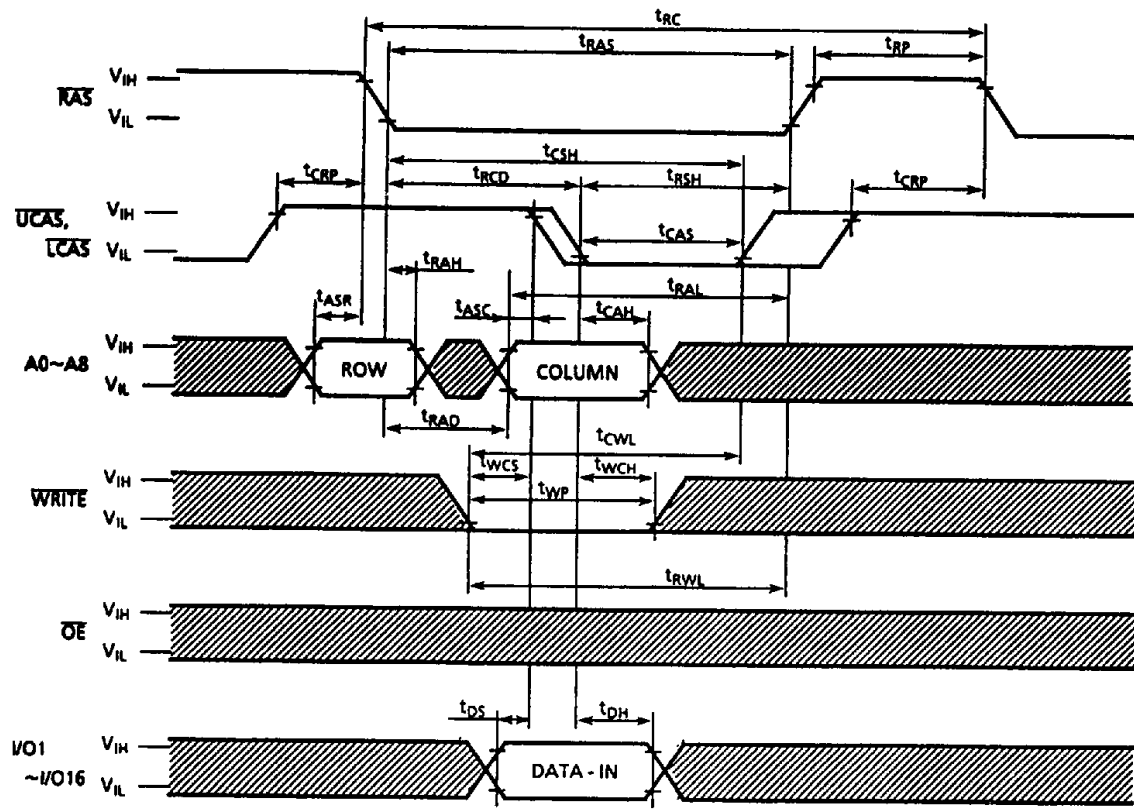 tRC
tRAS
tRP
RAS
VIH
VIL
tCSH
tCRP
tRCD
tRSH
tCRP
UCAS,
LCAS
VIH
VIL
tCAS
tRAH
tRAL
tASR
tASC
tCAH
A0~A8
VIH
VIL
ROW
COLUMN
tRAD
tCWL
tWCS
tWCH
WRITE
VIH
VIL
tWP
tRWL
OE
VIH
VIL
tDS
tDH
I/O1
~I/O16
VIH
VIL
DATA - IN